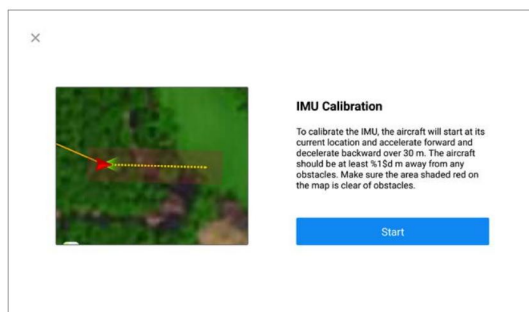 IMU Calibration
To calibrate the IMU, the aircraft will start at its
current location and accelerate forward and
decelerate backward over 30 m. The aircraft
should be at least %1$d m away from any
obstacles. Make sure the area shaded red on
the map is clear of obstacles.
Start